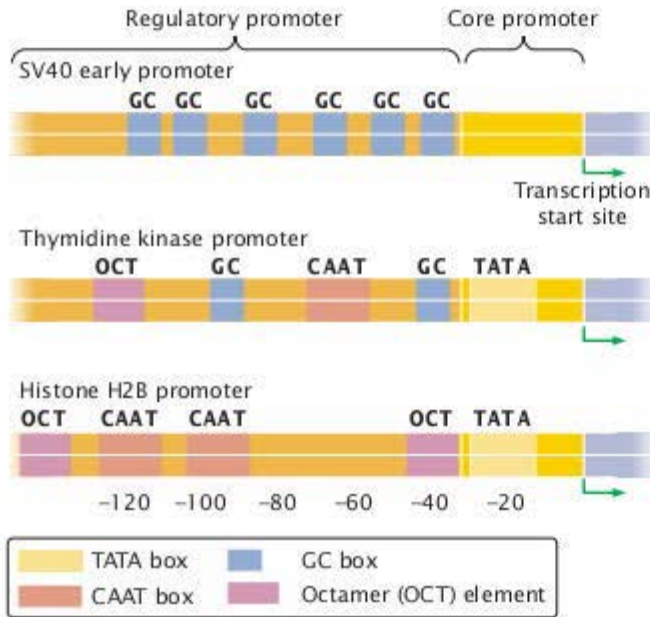 Regulatory promoter Core promoter
SV40 early promoter
GC GC GC GC GC GC
Transcription
start site
Thymidine kinase promoter
OCT GC CAAT GC TATA
Histone H2B promoter
OCT CAAT CAAT OCT TATA
–120 –100 –80 –60 –40 –20
TATA box GC box
CAAT box Octamer (OCT) element